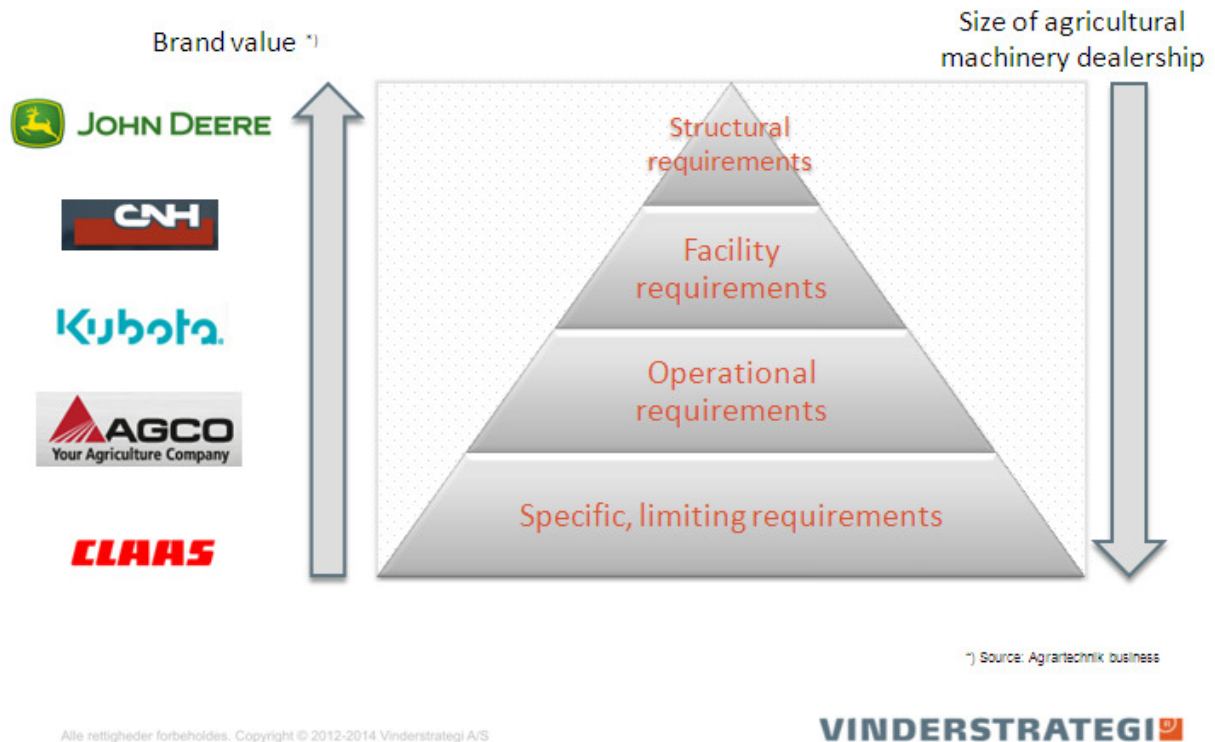 Brand value *)
Size of agricultural
machinery dealership
JOHN DEERE
CNH
Kubota.
AGCO
Your Agriculture Company
CLAAS
Structural
requirements
Facility
requirements
Operational
requirements
Specific, limiting requirements
*) Source: Agrartechnik business
Alle rettigheder forbeholdes. Copyright © 2012-2014 Vinderstrategi A/S
VINDERSTRATEGI